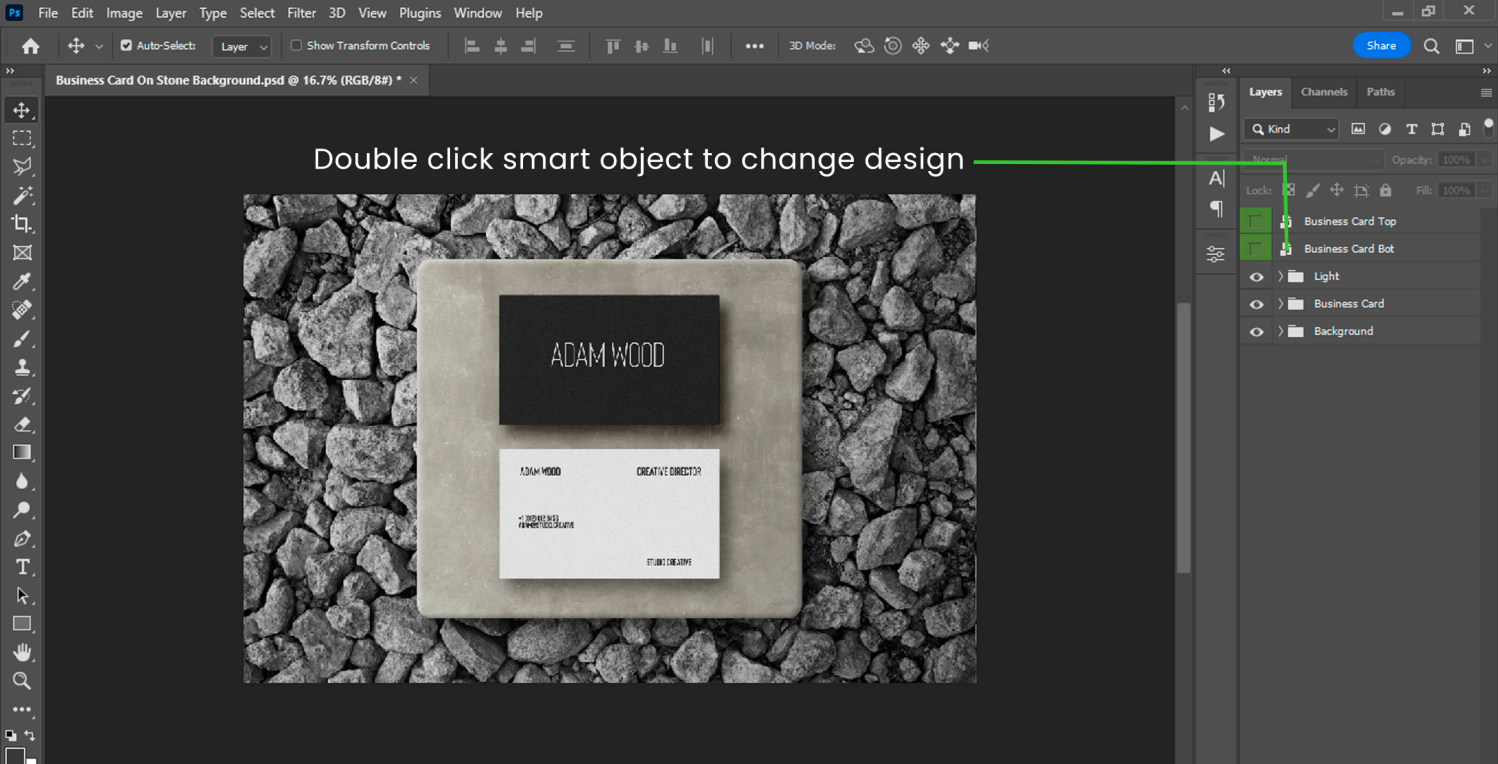 Ps File Edit Image Layer Type Select Filter 3D View Plugins Window Help
Auto-Select: Layer Show Transform Controls 3D Mode: Share
Business Card On Stone Background.psd @ 16.7% (RGB/8#) *
Layers Channels Paths
Kind
Double click smart object to change design
Normal Opacity: 100%
Lock: Fill: 100%
Business Card Top
Business Card Bot
Light
Business Card
Background
ADAM WOOD
ADAM WOOD CREATIVE DIRECTOR
STUDIO CREATIVE